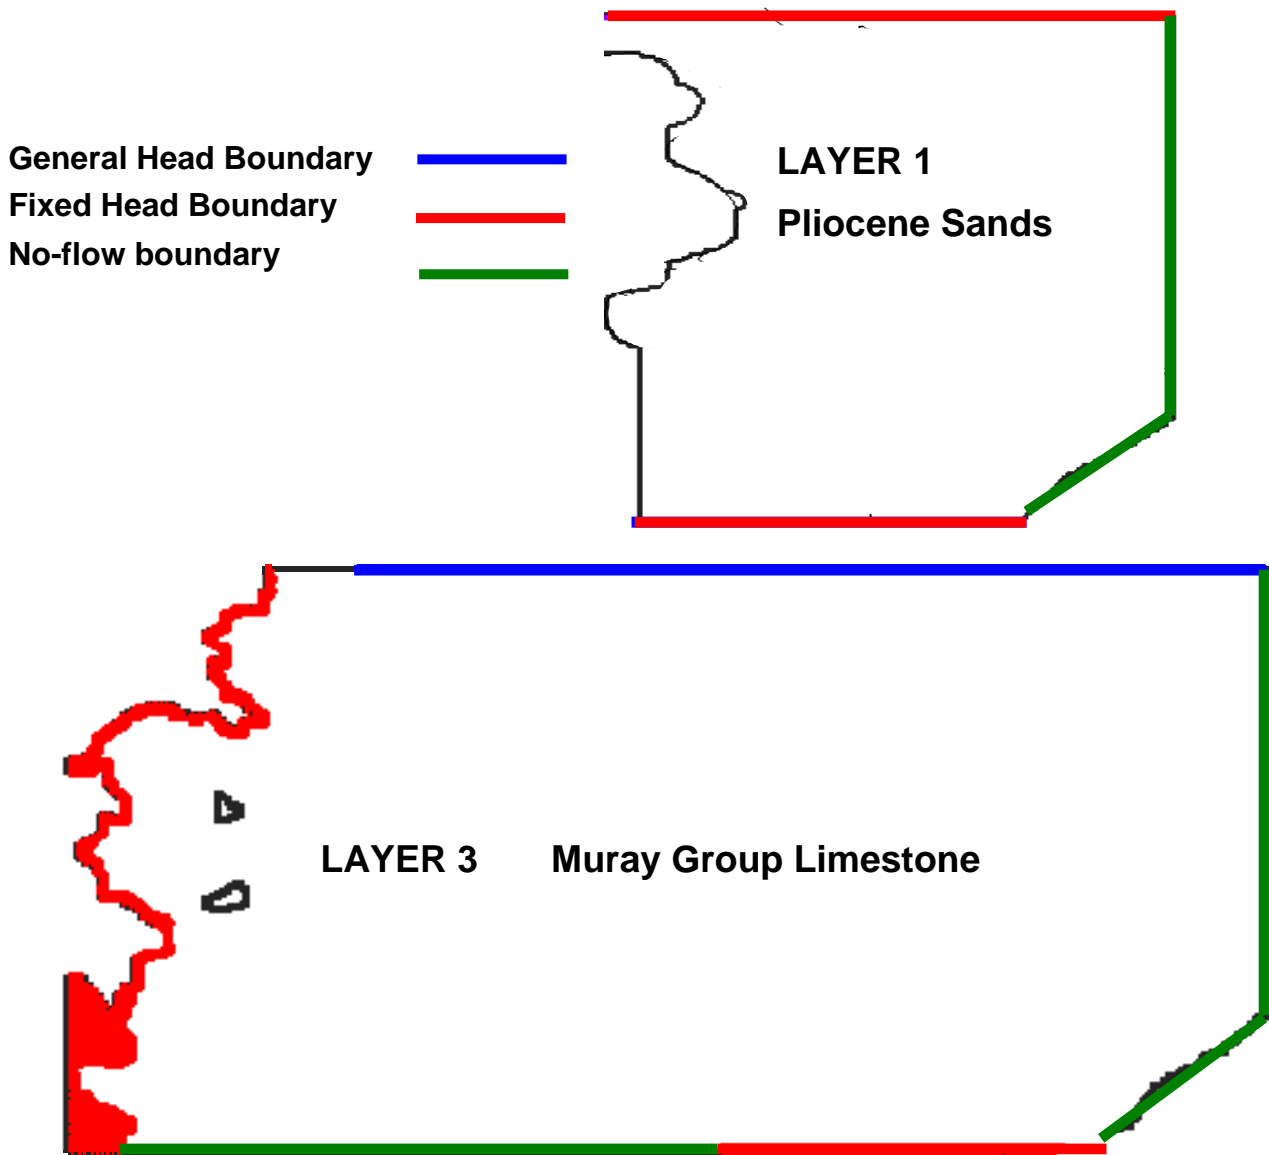 General Head Boundary
Fixed Head Boundary
No-flow boundary
LAYER 1
Pliocene Sands
LAYER 3 Muray Group Limestone